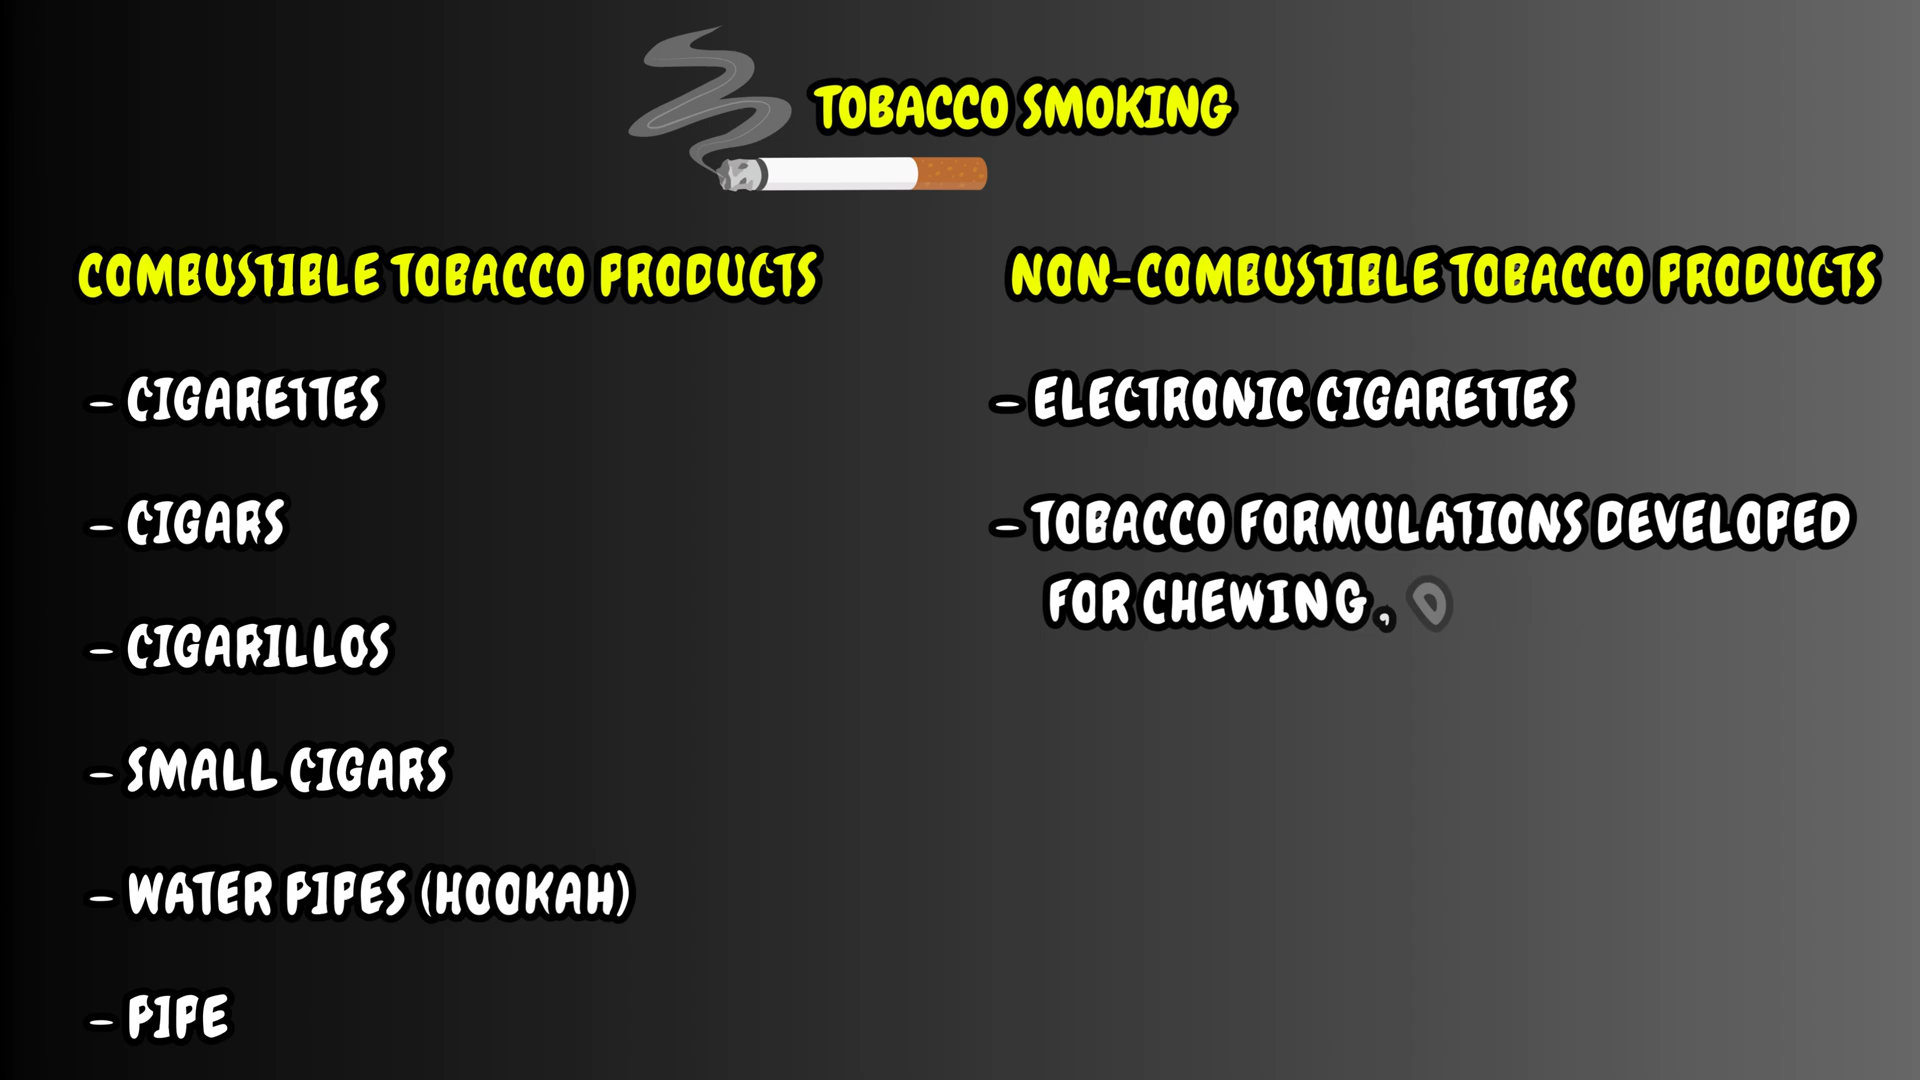 TOBACCO SMOKING
COMBUSTIBLE TOBACCO PRODUCTS
- CIGARETTES
- CIGARS
- CIGARILLOS
- SMALL CIGARS
- WATER PIPES (HOOKAH)
- PIPE
NON-COMBUSTIBLE TOBACCO PRODUCTS
- ELECTRONIC CIGARETTES
- TOBACCO FORMULATIONS DEVELOPED
FOR CHEWING, D